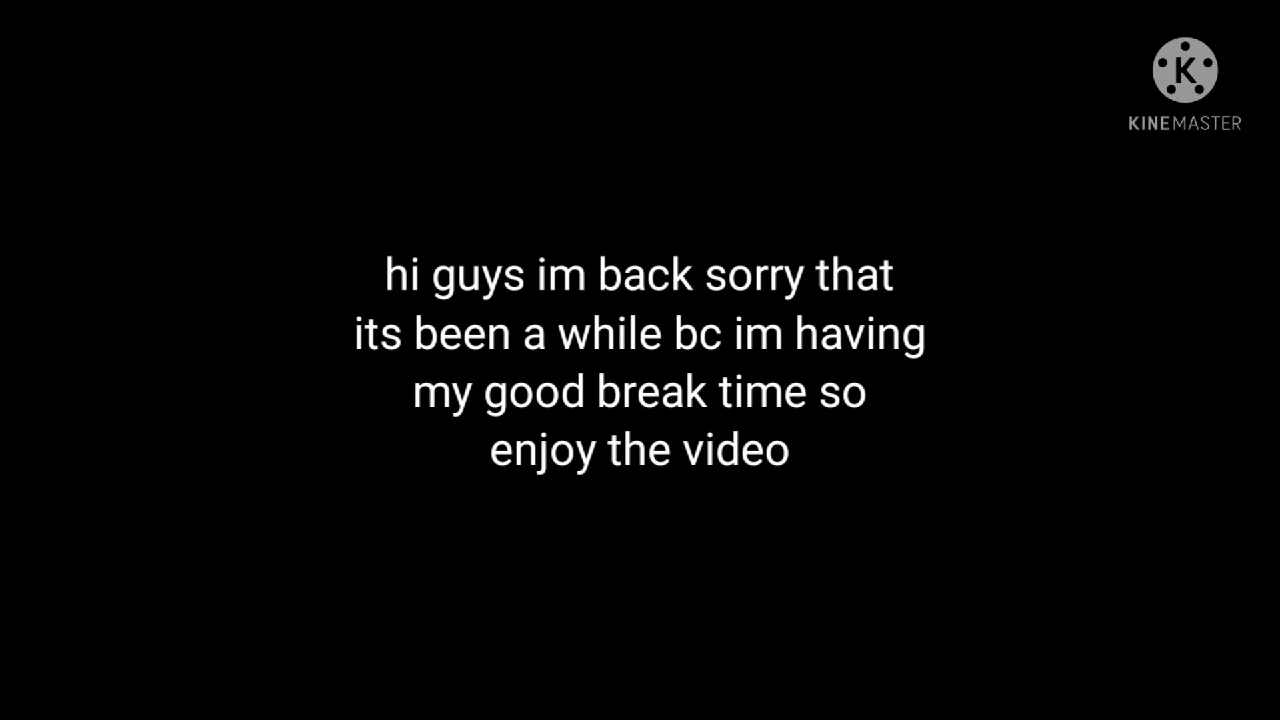 K
KINEMASTER
hi guys im back sorry that
its been a while bc im having
my good break time so
enjoy the video